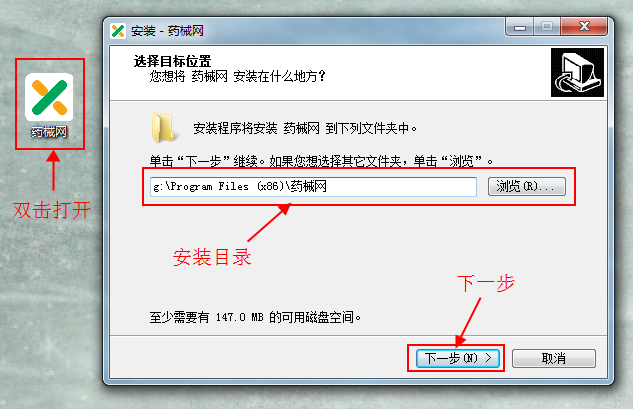 安装 - 药械网
选择目标位置
您想将 药械网 安装在什么地方?
药械网
双击打开
安装程序将安装 药械网 到下列文件夹中。
单击“下一步”继续。如果您想选择其它文件夹，单击“浏览”。
g:\Program Files (x86)\药械网
浏览(R)...
安装目录
下一步
至少需要有 147.0 MB 的可用磁盘空间。
下一步(N) >
取消